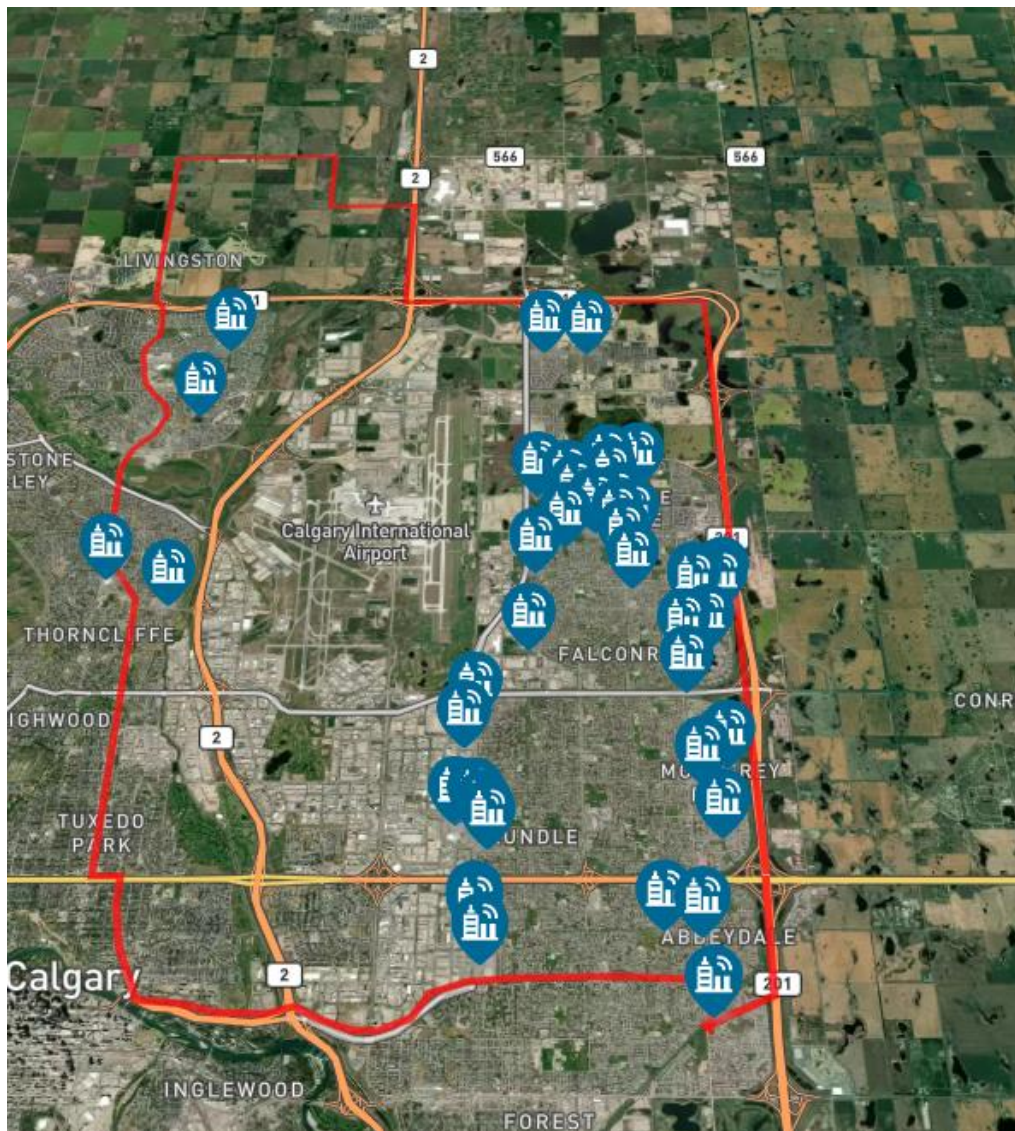 2
566
566
2
LIVINGSTON
1
STONE
LEY
E
Calgary International
Airport
E
THORNCLIFFE
FALCONR
IGHWOOD
CONR
2
TUXEDO
PARK
UNDLE
ABBEYDALE
Calgary
2
201
INGLEWOOD
FOREST